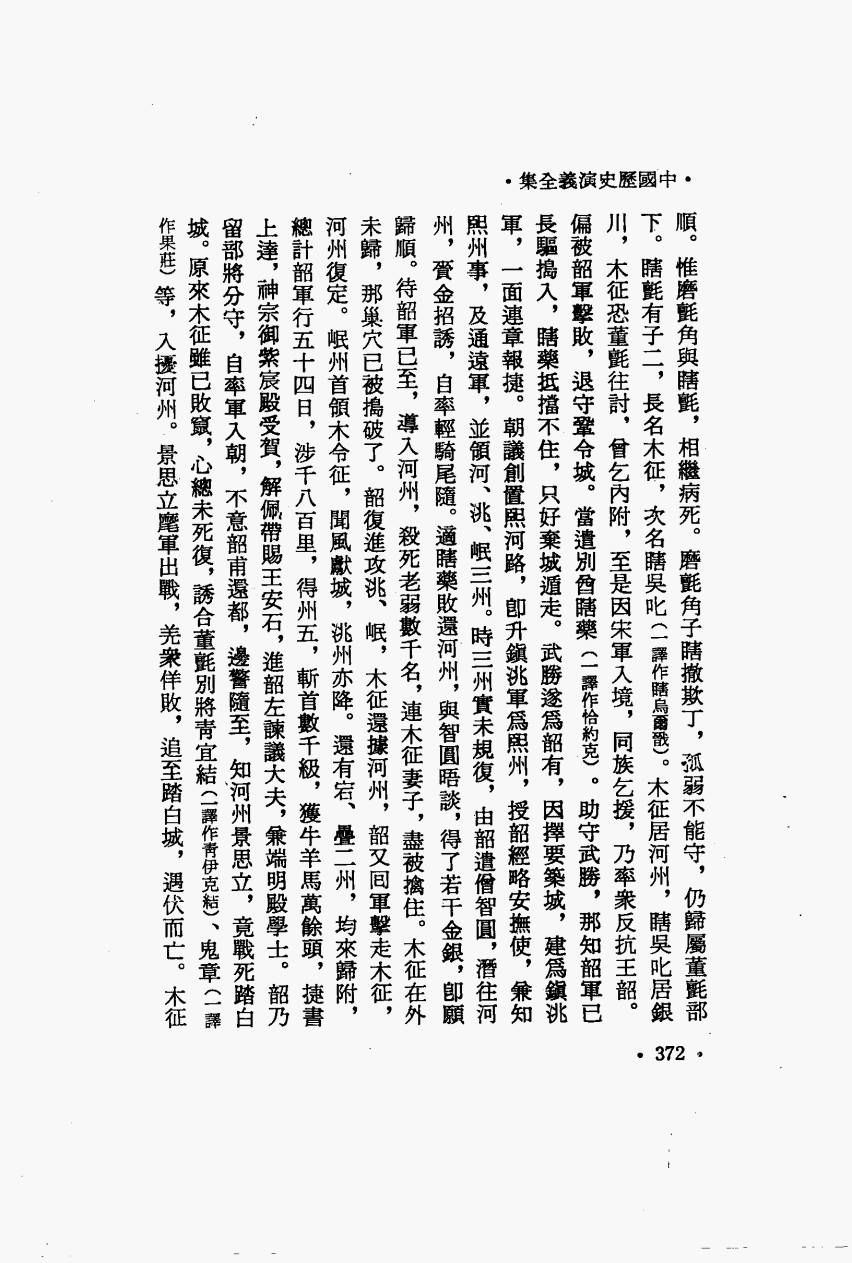 •中國歷史演義全集•
順。惟磨氈角與瞎氈，相繼病死。磨氈角子瞎撒欺丁，孤弱不能守，仍歸屬董氈部
下。瞎氈有子二，長名木征，次名瞎吳叱（一譯作瞎烏爾戩）。木征居河州，瞎吳叱居銀
川，木征恐董氈往討，曾乞內附，至是因宋軍入境，同族乞援，乃率衆反抗王韶。
偏被韶軍擊敗，退守鞏令城。當遣別酋瞎藥（一譯作恰約克）。助守武勝，那知韶軍已
長驅搗入，瞎藥抵擋不住，只好棄城遁走。武勝遂爲韶有，因擇要築城，建爲鎭洮
軍，一面連章報捷。朝議創置熙河路，卽升鎭洮軍爲熙州，授韶經略安撫使，兼知
熙州事，及通遠軍，並領河、洮、岷三州。時三州實未規復，由韶遣僧智圓，潛往河
州，賫金招誘，自率輕騎尾隨。適瞎藥敗還河州，與智圓晤談，得了若干金銀，卽願
歸順。待韶軍已至，導入河州，殺死老弱數千名，連木征妻子，盡被擒住。木征在外
未歸，那巢穴已被搗破了。韶復進攻洮、岷，木征還據河州，韶又回軍擊走木征，
河州復定。岷州首領木令征，聞風獻城，洮州亦降。還有宕、疊二州，均來歸附，
總計韶軍行五十四日，涉千八百里，得州五，斬首數千級，獲牛羊馬萬餘頭，捷書
上達，神宗御紫宸殿受賀，解佩帶賜王安石，進韶左諫議大夫，兼端明殿學士。韶乃
留部將分守，自率軍入朝，不意韶甫還都，邊警隨至，知河州景思立，竟戰死踏白
城。原來木征雖已敗竄，心總未死復，誘合董氈別將靑宜結（一譯作靑伊克結）、鬼章（一譯
作果莊）等，入擾河州。景思立麾軍出戰，羌衆佯敗，追至踏白城，遇伏而亡。木征
• 372 •